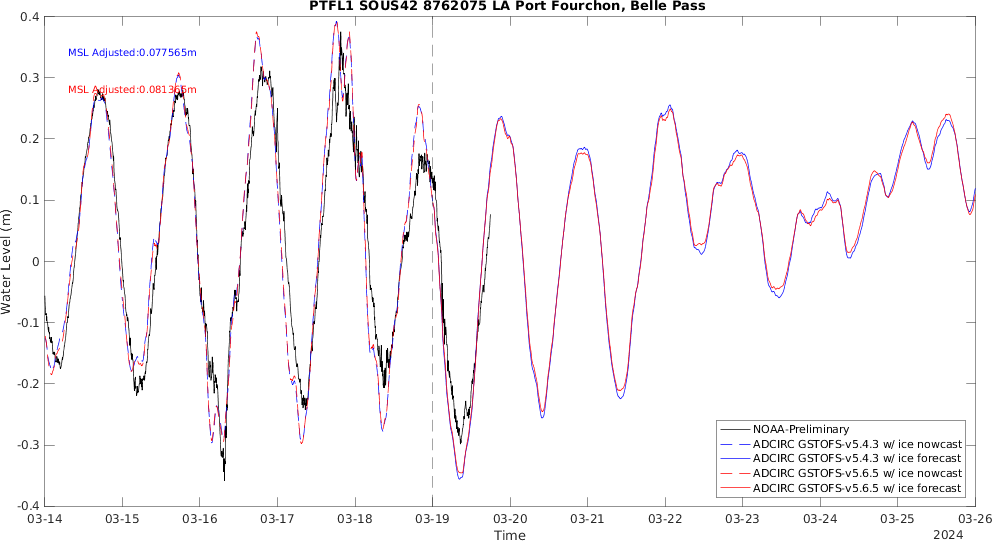 PTFL1 SOUS42 8762075 LA Port Fourchon, Belle Pass
0.4
MSL Adjusted:0.077565m
0.3
MSL Adjusted:0.081365m
0.2
0.1
0
-0.1
-0.2
-0.3
-0.4
Water Level (m)
NOAA-Preliminary
ADCIRC GSTOFS-v5.4.3 w/ ice nowcast
ADCIRC GSTOFS-v5.4.3 w/ ice forecast
ADCIRC GSTOFS-v5.6.5 w/ ice nowcast
ADCIRC GSTOFS-v5.6.5 w/ ice forecast
03-14 03-15 03-16 03-17 03-18 03-19 03-20 03-21 03-22 03-23 03-24 03-25 03-26
Time
2024